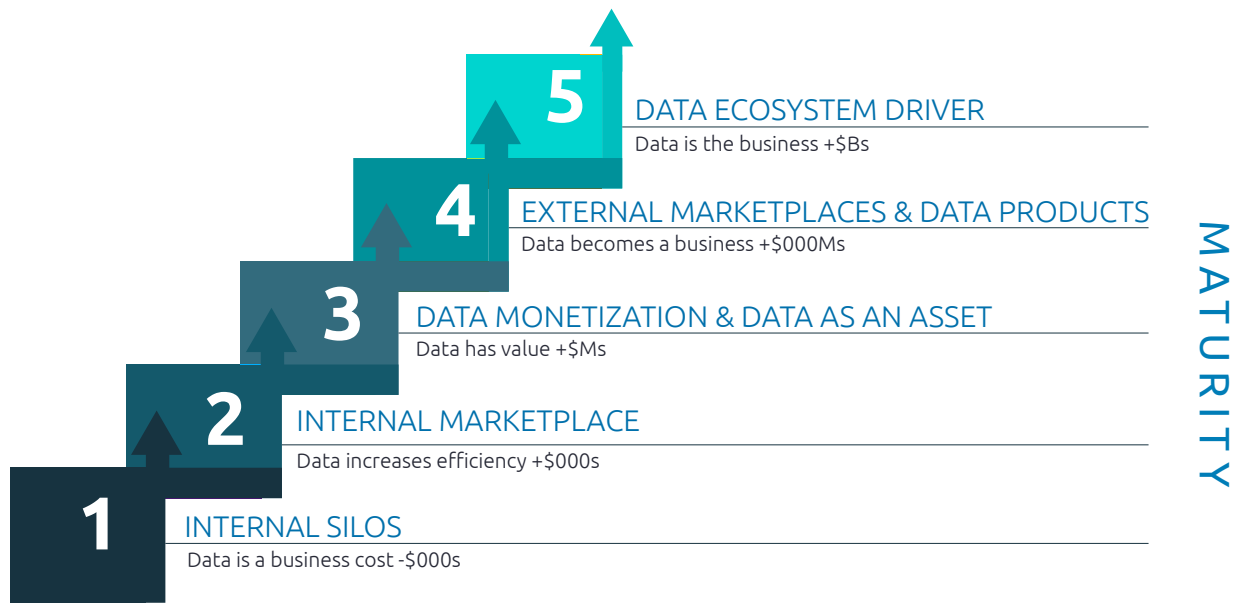 5
DATA ECOSYSTEM DRIVER
Data is the business +$Bs
4
EXTERNAL MARKETPLACES & DATA PRODUCTS
Data becomes a business +$000Ms
3
DATA MONETIZATION & DATA AS AN ASSET
Data has value +$Ms
2
INTERNAL MARKETPLACE
Data increases efficiency +$000s
1
INTERNAL SILOS
Data is a business cost -$000s
MATURITY